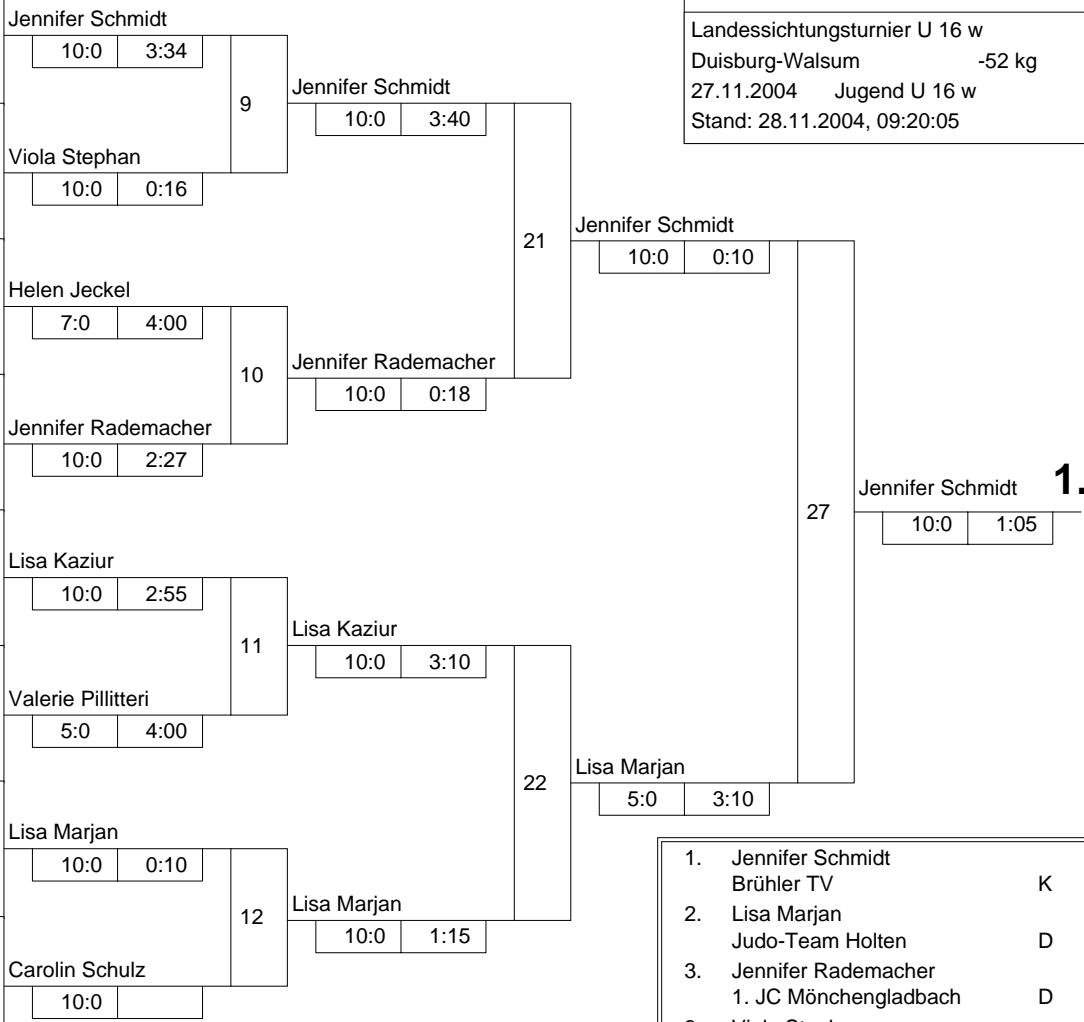 Jennifer Schmidt
10:0 3:34
9
Viola Stephan
10:0 0:16
Helen Jeckel
7:0 4:00
10
Jennifer Rademacher
10:0 2:27
Lisa Kaziur
10:0 2:55
11
Valerie Pillitteri
5:0 4:00
Lisa Marjan
10:0 0:10
12
Carolin Schulz
10:0
Jennifer Schmidt
10:0 3:40
21
Jennifer Rademacher
10:0 0:18
Lisa Kaziur
10:0 3:10
22
Lisa Marjan
10:0 1:15
Jennifer Schmidt
10:0 0:10
27
Lisa Marjan
5:0 3:10
Jennifer Schmidt 1.
10:0 1:05
Landessichtungsturnier U 16 w
Duisburg-Walsum -52 kg
27.11.2004 Jugend U 16 w
Stand: 28.11.2004, 09:20:05
1. Jennifer Schmidt
Brühler TV K
2. Lisa Marjan
Judo-Team Holten D
3. Jennifer Rademacher
1. JC Mönchengladbach D